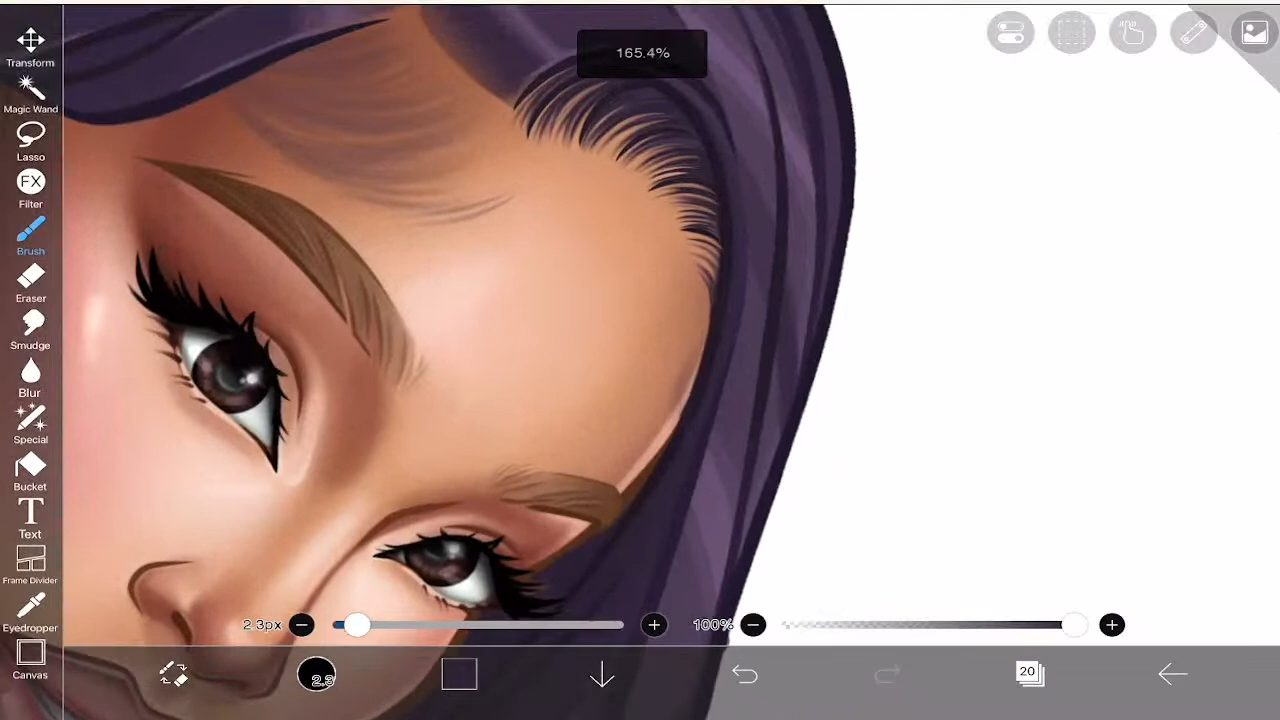 165.4%
Transform
Magic Wand
Lasso
FX
Filter
Brush
Eraser
Smudge
Blur
Special
Bucket
T
Text
Frame Divider
Eyedropper
Canvas
2.3px
100%
2.3
20